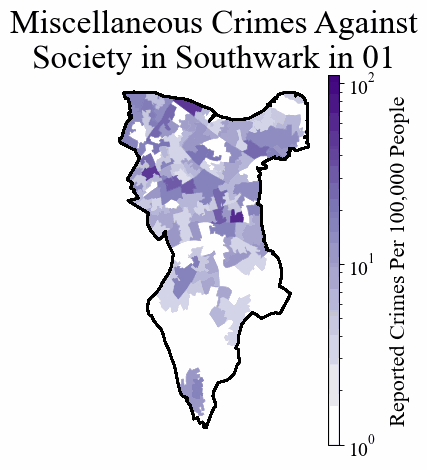 Miscellaneous Crimes Against
Society in Southwark in 01
10²
10¹
10⁰
Reported Crimes Per 100,000 People